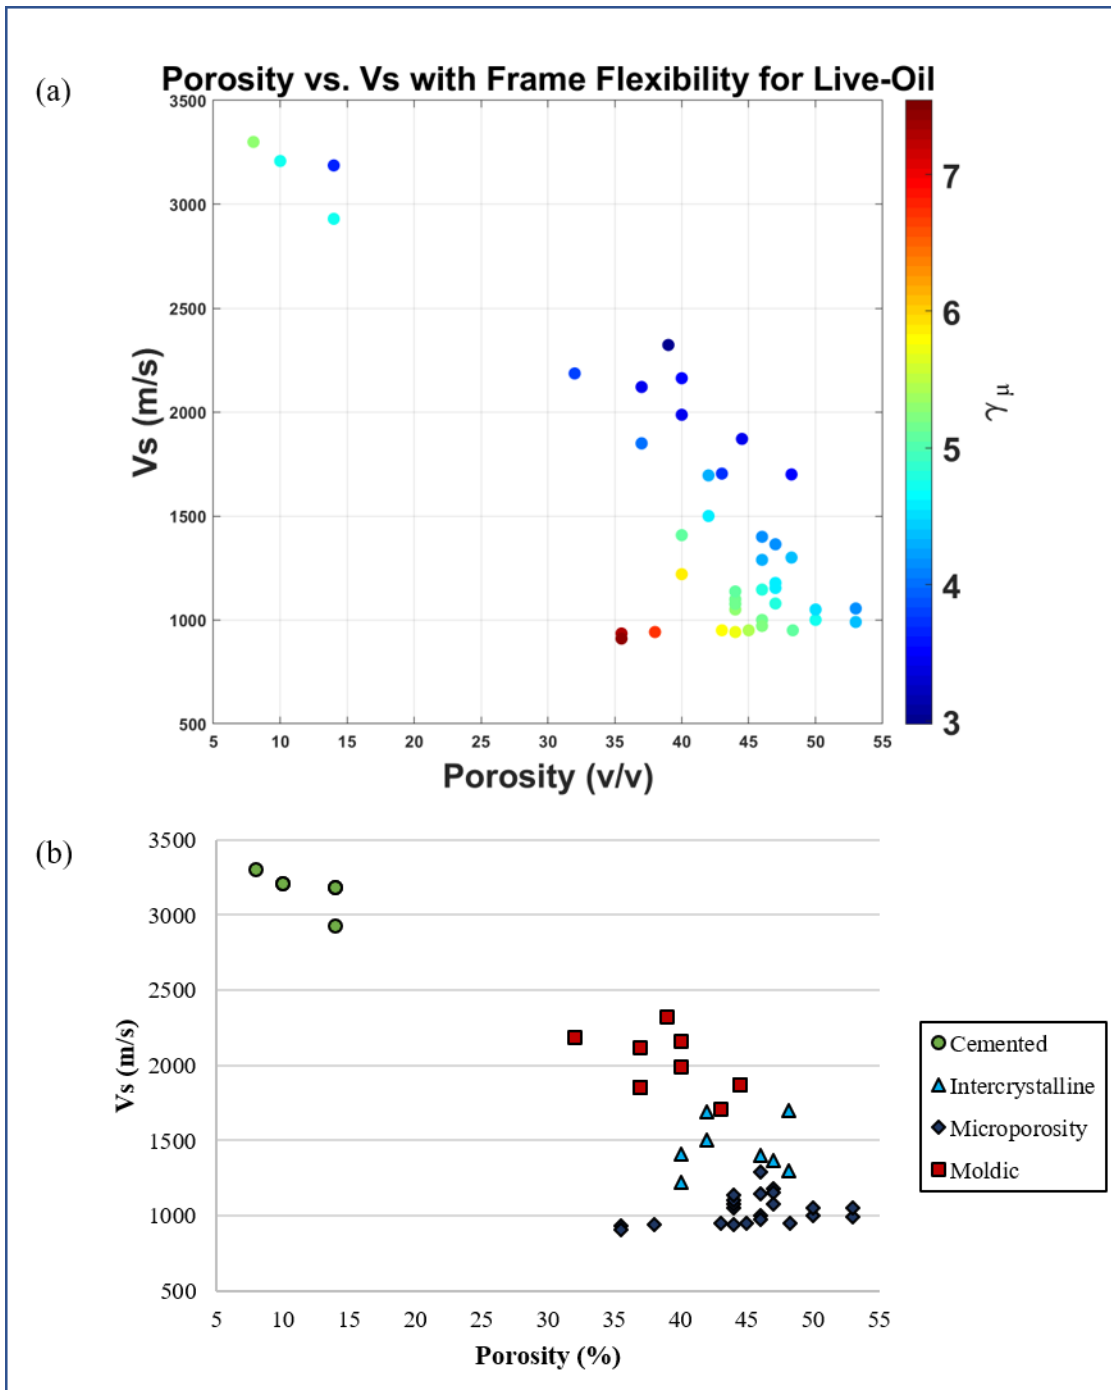 (a)
Porosity vs. Vs with Frame Flexibility for Live-Oil
3500
3000
2500
2000
1500
1000
500
Vs (m/s)
5 10 15 20 25 30 35 40 45 50 55
Porosity (v/v)
7
6
5
4
3
γμ
(b)
3500
3000
2500
2000
1500
1000
500
Vs (m/s)
5 10 15 20 25 30 35 40 45 50 55
Porosity (%)
Cemented
Intercrystalline
Microporosity
Moldic